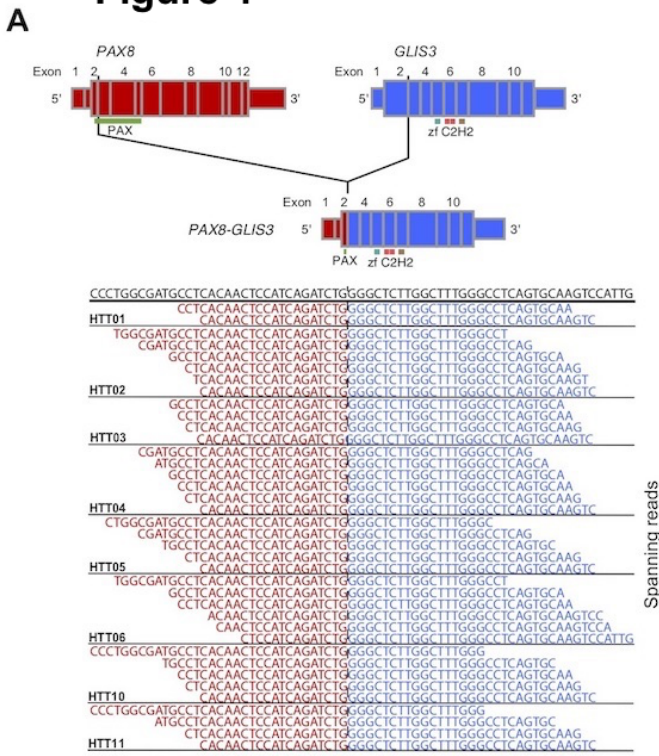 Figure
A
PAX8
GLIS3
Exon 1 2 4 6 8 10 12
Exon 1 2 4 6 8 10
5' 3'
5' 3'
PAX
zf C2H2
Exon 1 2 4 6 8 10
PAX8-GLIS3 5' 3'
PAX zf C2H2
CCCTGGCGATGCCTCACAACTCCATCAGATCTGGGGCTCTTGGCTTTGGGCCTCAGTGCAAGTCCATTG
CCTCACAACTCCATCAGATCTGGGGCTCTTGGCTTTGGGCCTCAGTGCAA
HTT01 CACAACTCCATCAGATCTGGGGCTCTTGGCTTTGGGCCTCAGTGCAAGTC
TGGCGATGCCTCACAACTCCATCAGATCTGGGGCTCTTGGCTTTGGGCCT
CGATGCCTCACAACTCCATCAGATCTGGGGCTCTTGGCTTTGGGCCTCAG
GCCTCACAACTCCATCAGATCTGGGGCTCTTGGCTTTGGGCCTCAGTGCA
CTCACAACTCCATCAGATCTGGGGCTCTTGGCTTTGGGCCTCAGTGCAAG
TCACAACTCCATCAGATCTGGGGCTCTTGGCTTTGGGCCTCAGTGCAAGT
HTT02 CACAACTCCATCAGATCTGGGGCTCTTGGCTTTGGGCCTCAGTGCAAGTC
GCCTCACAACTCCATCAGATCTGGGGCTCTTGGCTTTGGGCCTCAGTGCA
CCTCACAACTCCATCAGATCTGGGGCTCTTGGCTTTGGGCCTCAGTGCAA
CTCACAACTCCATCAGATCTGGGGCTCTTGGCTTTGGGCCTCAGTGCAAG
HTT03 CACAACTCCATCAGATCTGGGGCTCTTGGCTTTGGGCCTCAGTGCAAGTC
CGATGCCTCACAACTCCATCAGATCTGGGGCTCTTGGCTTTGGGCCTCAG
ATGCCTCACAACTCCATCAGATCTGGGGCTCTTGGCTTTGGGCCTCAGCA
GCCTCACAACTCCATCAGATCTGGGGCTCTTGGCTTTGGGCCTCAGTGCA
CCTCACAACTCCATCAGATCTGGGGCTCTTGGCTTTGGGCCTCAGTGCAA
CTCACAACTCCATCAGATCTGGGGCTCTTGGCTTTGGGCCTCAGTGCAAG
HTT04 CACAACTCCATCAGATCTGGGGCTCTTGGCTTTGGGCCTCAGTGCAAGTC
CTGGCGATGCCTCACAACTCCATCAGATCTGGGGCTCTTGGCTTTGGGC
CGATGCCTCACAACTCCATCAGATCTGGGGCTCTTGGCTTTGGGCCTCAG
TGCCTCACAACTCCATCAGATCTGGGGCTCTTGGCTTTGGGCCTCAGTGC
CTCACAACTCCATCAGATCTGGGGCTCTTGGCTTTGGGCCTCAGTGCAAG
HTT05 CACAACTCCATCAGATCTGGGGCTCTTGGCTTTGGGCCTCAGTGCAAGTC
TGGCGATGCCTCACAACTCCATCAGATCTGGGGCTCTTGGCTTTGGGCCT
GCCTCACAACTCCATCAGATCTGGGGCTCTTGGCTTTGGGCCTCAGTGCA
CCTCACAACTCCATCAGATCTGGGGCTCTTGGCTTTGGGCCTCAGTGCAA
ACAACTCCATCAGATCTGGGGCTCTTGGCTTTGGGCCTCAGTGCAAGTCC
CAACTCCATCAGATCTGGGGCTCTTGGCTTTGGGCCTCAGTGCAAGTCCA
HTT06 CTCCATCAGATCTGGGGCTCTTGGCTTTGGGCCTCAGTGCAAGTCCATTG
CCCTGGCGATGCCTCACAACTCCATCAGATCTGGGGCTCTTGGCTTTGGG
TGCCTCACAACTCCATCAGATCTGGGGCTCTTGGCTTTGGGCCTCAGTGC
CCTCACAACTCCATCAGATCTGGGGCTCTTGGCTTTGGGCCTCAGTGCAA
CTCACAACTCCATCAGATCTGGGGCTCTTGGCTTTGGGCCTCAGTGCAAG
HTT10 CACAACTCCATCAGATCTGGGGCTCTTGGCTTTGGGCCTCAGTGCAAGTC
CCCTGGCGATGCCTCACAACTCCATCAGATCTGGGGCTCTTGGCTTTGGG
ATGCCTCACAACTCCATCAGATCTGGGGCTCTTGGCTTTGGGCCTCAGTGC
CTCACAACTCCATCAGATCTGGGGCTCTTGGCTTTGGGCCTCAGTGCAAG
HTT11 CACAACTCCATCAGATCTGGGGCTCTTGGCTTTGGGCCTCAGTGCAAGTC
Spanning reads